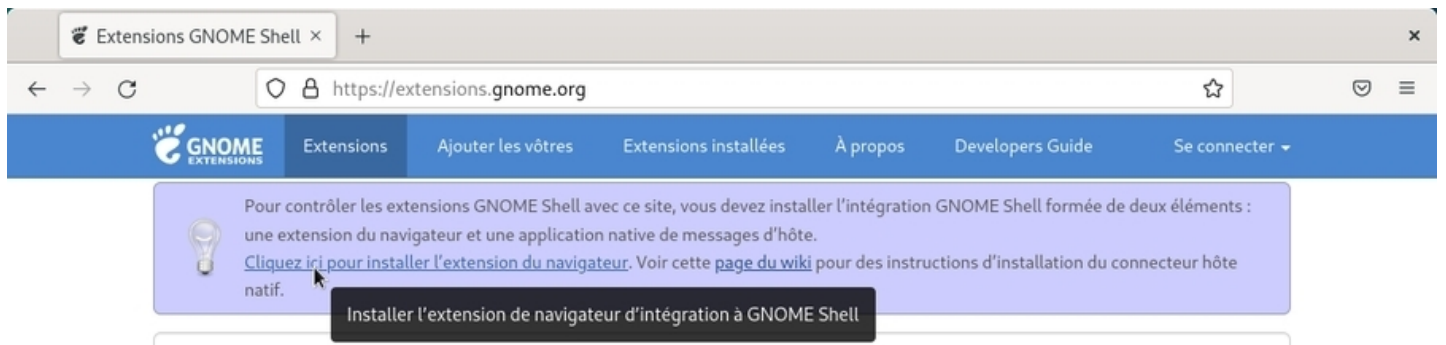 Extensions GNOME Shell × +
https://extensions.gnome.org
GNOME EXTENSIONS Extensions Ajouter les vôtres Extensions installées À propos Developers Guide Se connecter
Pour contrôler les extensions GNOME Shell avec ce site, vous devez installer l’intégration GNOME Shell formée de deux éléments :
une extension du navigateur et une application native de messages d’hôte.
Cliquez ici pour installer l’extension du navigateur. Voir cette page du wiki pour des instructions d’installation du connecteur hôte
natif.
Installer l’extension de navigateur d’intégration à GNOME Shell